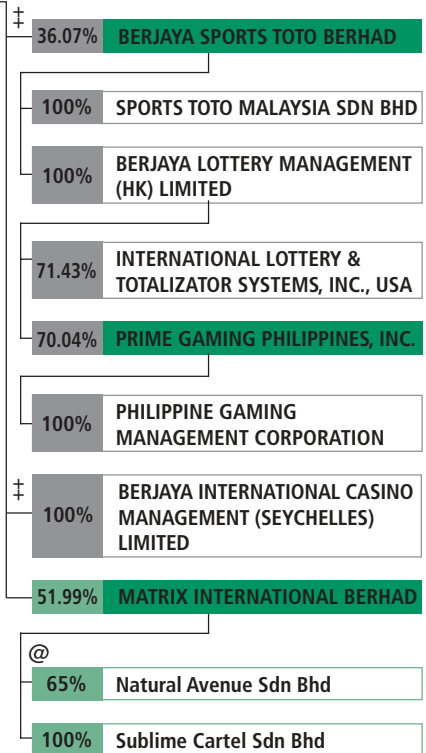 ‡
36.07% BERJAYA SPORTS TOTO BERHAD
100% SPORTS TOTO MALAYSIA SDN BHD
100% BERJAYA LOTTERY MANAGEMENT
(HK) LIMITED
71.43% INTERNATIONAL LOTTERY &
TOTALIZATOR SYSTEMS, INC., USA
70.04% PRIME GAMING PHILIPPINES, INC.
100% PHILIPPINE GAMING
MANAGEMENT CORPORATION
‡
100% BERJAYA INTERNATIONAL CASINO
MANAGEMENT (SEYCHELLES)
LIMITED
51.99% MATRIX INTERNATIONAL BERHAD
@
65% Natural Avenue Sdn Bhd
100% Sublime Cartel Sdn Bhd